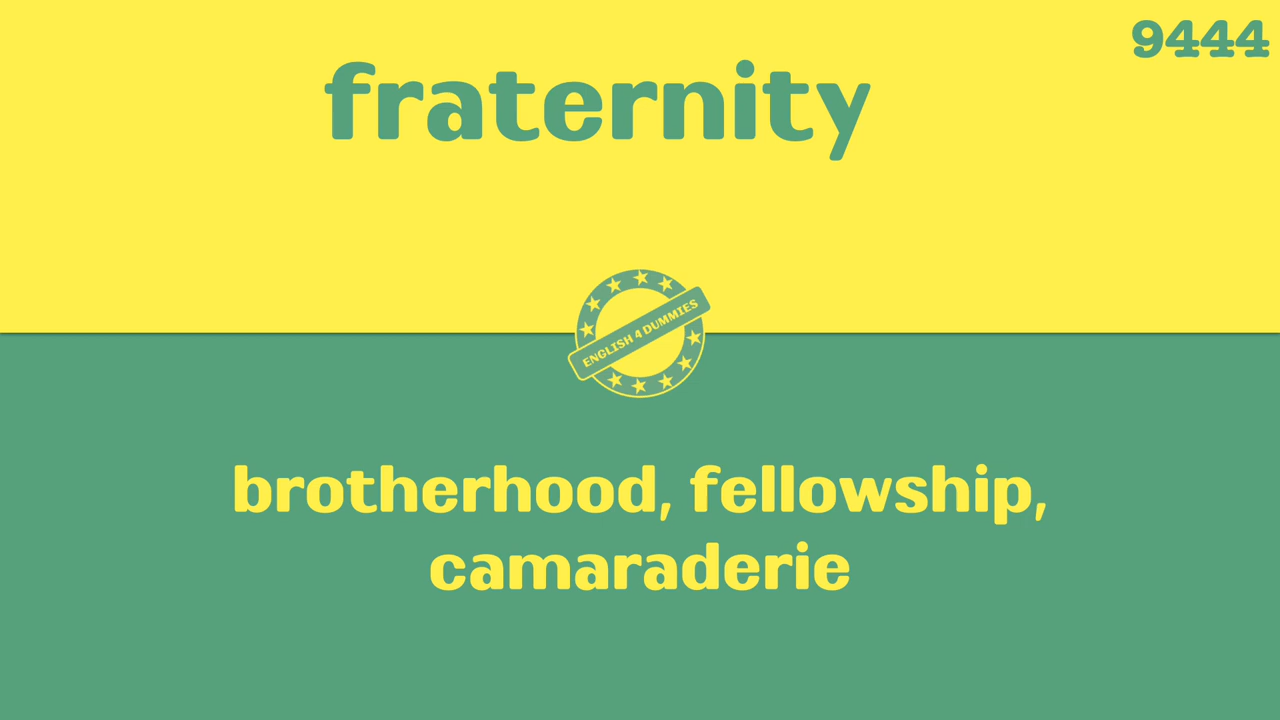 9444
fraternity
ENGLISH 4 DUMMIES
brotherhood, fellowship,
camaraderie